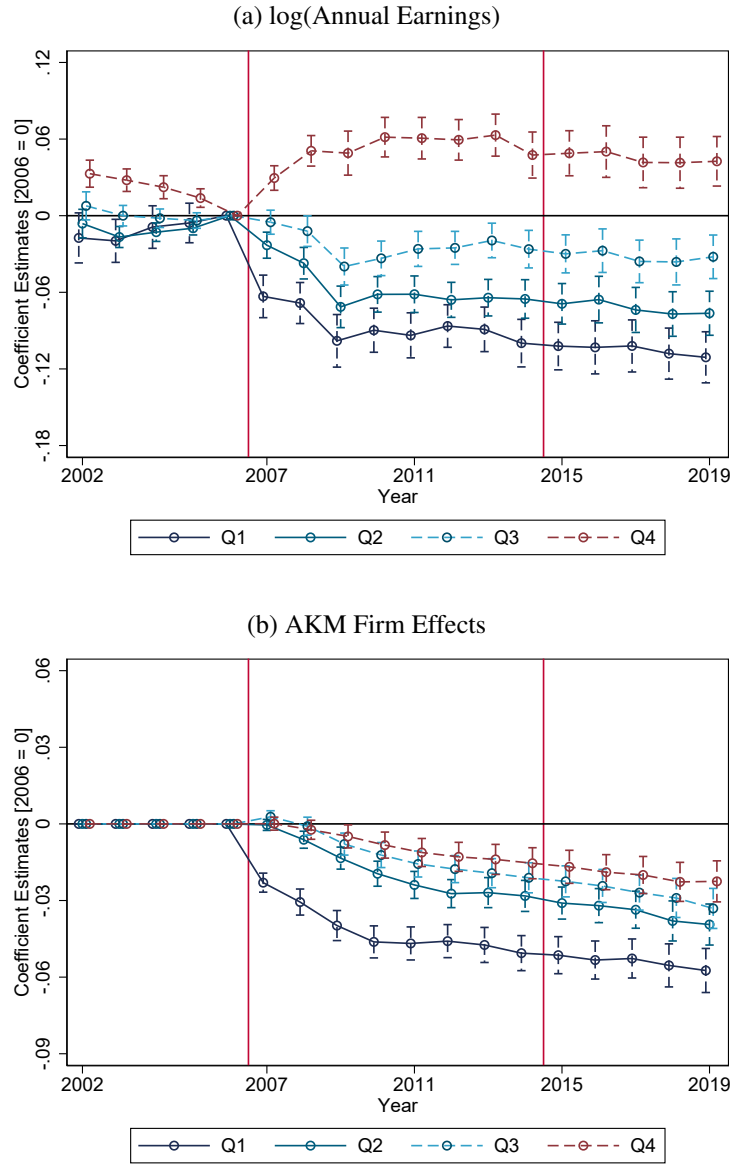 (a) log(Annual Earnings)
Coefficient Estimates [2006 = 0]
.12
.06
0
-.06
-.12
-.18
2002 2007 2011 2015 2019
Year
Q1 Q2 Q3 Q4
(b) AKM Firm Effects
Coefficient Estimates [2006 = 0]
.06
.03
0
-.03
-.06
-.09
2002 2007 2011 2015 2019
Year
Q1 Q2 Q3 Q4